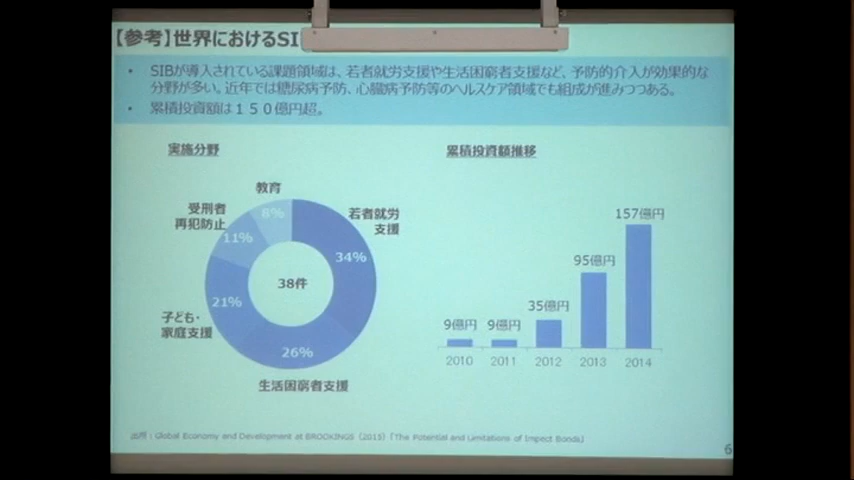 【参考】世界におけるSI
• SIBが導入されている課題領域は、若者就労支援や生活困窮者支援など、予防的介入が効果的な
分野が多い。近年では糖尿病予防、心臓病予防等のヘルスケア領域でも組成が進みつつある。
• 累積投資額は１５０億円超。
実施分野
教育
8%
受刑者
再犯防止
11%
若者就労
支援
34%
38件
21%
子ども・
家庭支援
26%
生活困窮者支援
累積投資額推移
157億円
95億円
35億円
9億円
9億円
2010
2011
2012
2013
2014
出所：Global Economy and Development at BROOKINGS（2015）「The Potential and Limitations of Impact Bonds」
6